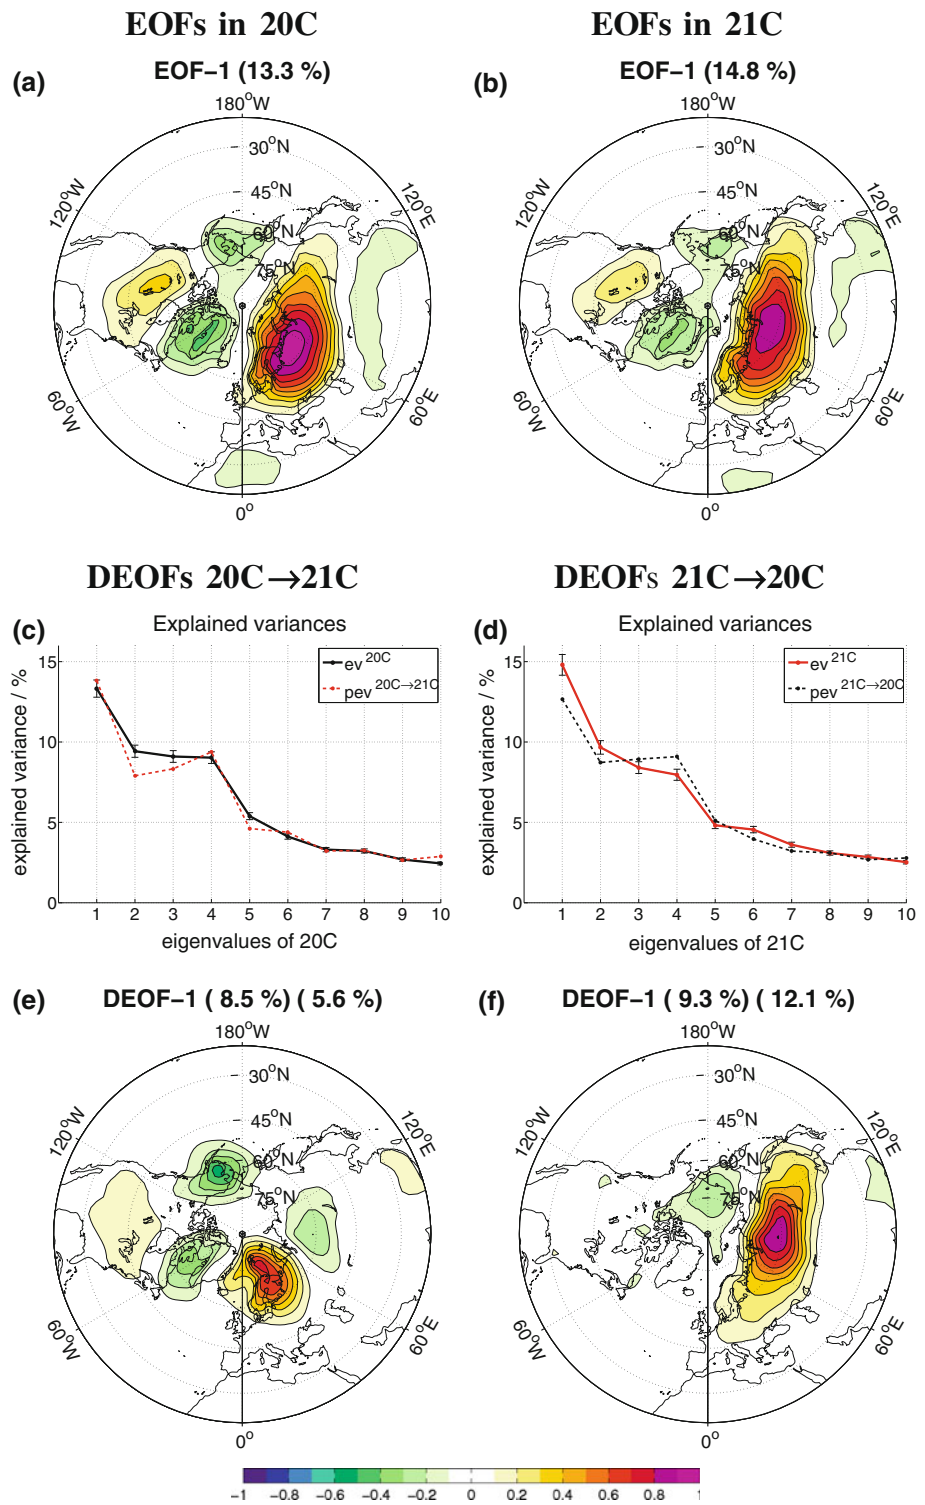 EOFs in 20C
EOFs in 21C
(a)
EOF−1 (13.3 %)
180°W
30°N
45°N
60°N
75°N
120°W
120°E
60°W
60°E
0°
(b)
EOF−1 (14.8 %)
180°W
30°N
45°N
60°N
75°N
120°W
120°E
60°W
60°E
0°
DEOFs 20C→21C
DEOFs 21C→20C
(c)
Explained variances
ev 20C
pev 20C→21C
explained variance / %
15
10
5
0
1 2 3 4 5 6 7 8 9 10
eigenvalues of 20C
(d)
Explained variances
ev 21C
pev 21C→20C
explained variance / %
15
10
5
0
1 2 3 4 5 6 7 8 9 10
eigenvalues of 21C
(e)
DEOF−1 ( 8.5 %) ( 5.6 %)
180°W
30°N
45°N
60°N
75°N
120°W
120°E
60°W
60°E
0°
(f)
DEOF−1 ( 9.3 %) ( 12.1 %)
180°W
30°N
45°N
60°N
75°N
120°W
120°E
60°W
60°E
0°
−1 −0.8 −0.6 −0.4 −0.2 0 0.2 0.4 0.6 0.8 1